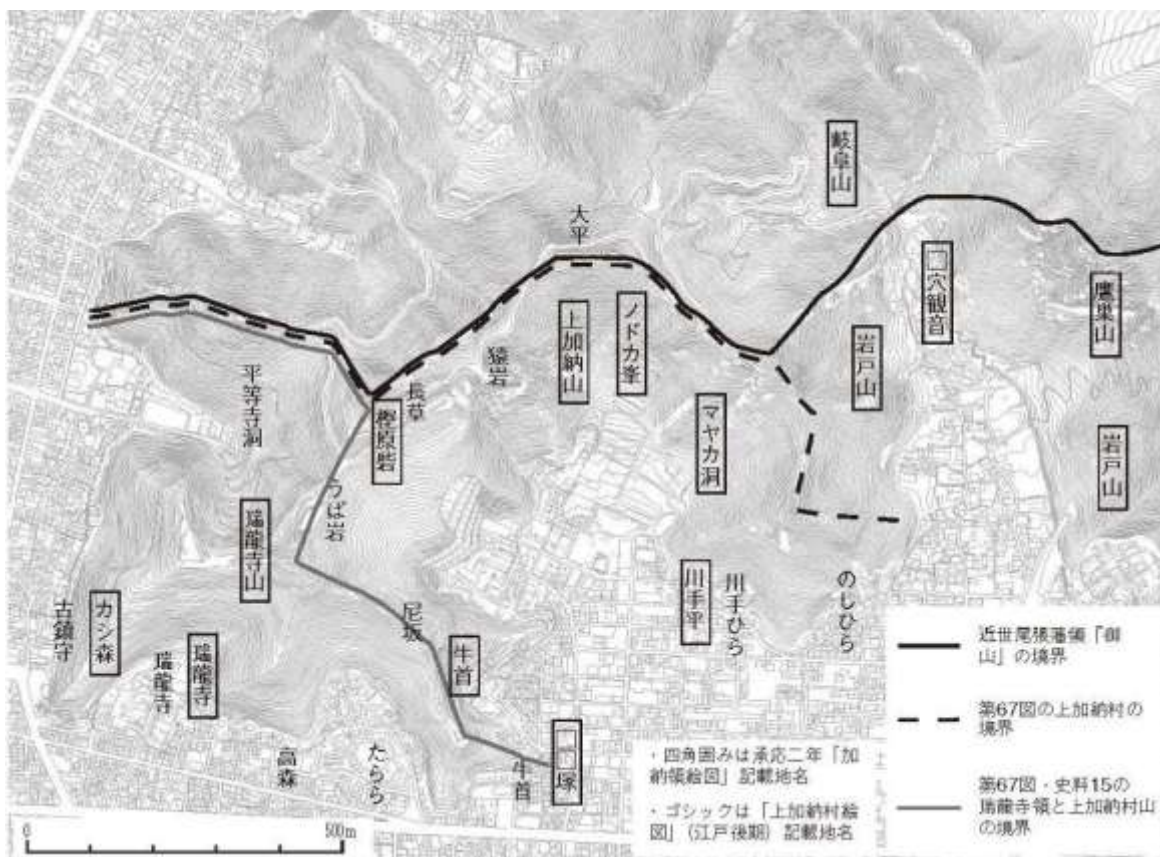 岐阜山
大平
□穴観音
鷹巣山
上加納山
ノドカ峯
岩戸山
猿岩
長草
樫原砦
平等寺洞
マヤカ洞
岩戸山
うば岩
瑞龍寺山
川手平
川手ひら
のじひら
古鎮守
カシ森
瑞龍寺
瑞龍寺
尼坂
牛首
高森
たらら
牛首
塚
近世尾張藩領「御
山」の境界
第67図の上加納村の
境界
第67図・史料15の
瑞龍寺領と上加納村山
の境界
・四角囲みは承応二年「加
納領絵図」記載地名
・ゴシックは「上加納村絵
図」(江戸後期)記載地名
0 500m